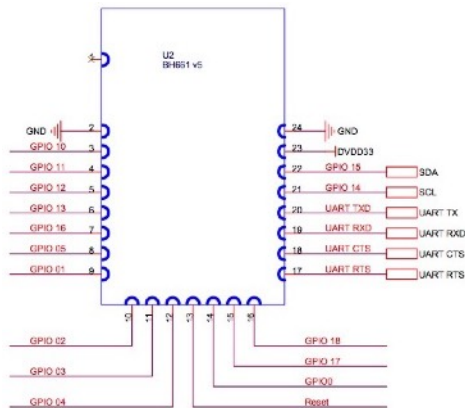 U2
BH661 v5
1
GND 2 24 GND
GPIO 10 3 23 DVDD33
GPIO 11 4 22 GPIO 15 SDA
GPIO 12 5 21 GPIO 14 SCL
GPIO 13 6 20 UART TXD UART TX
GPIO 16 7 19 UART RXD UART RXD
GPIO 05 8 18 UART CTS UART CTS
GPIO 01 9 17 UART RTS UART RTS
10 11 12 13 14 15 16
GPIO 02 GPIO 18
GPIO 03 GPIO 17
GPIO 04 GPIO0
Reset